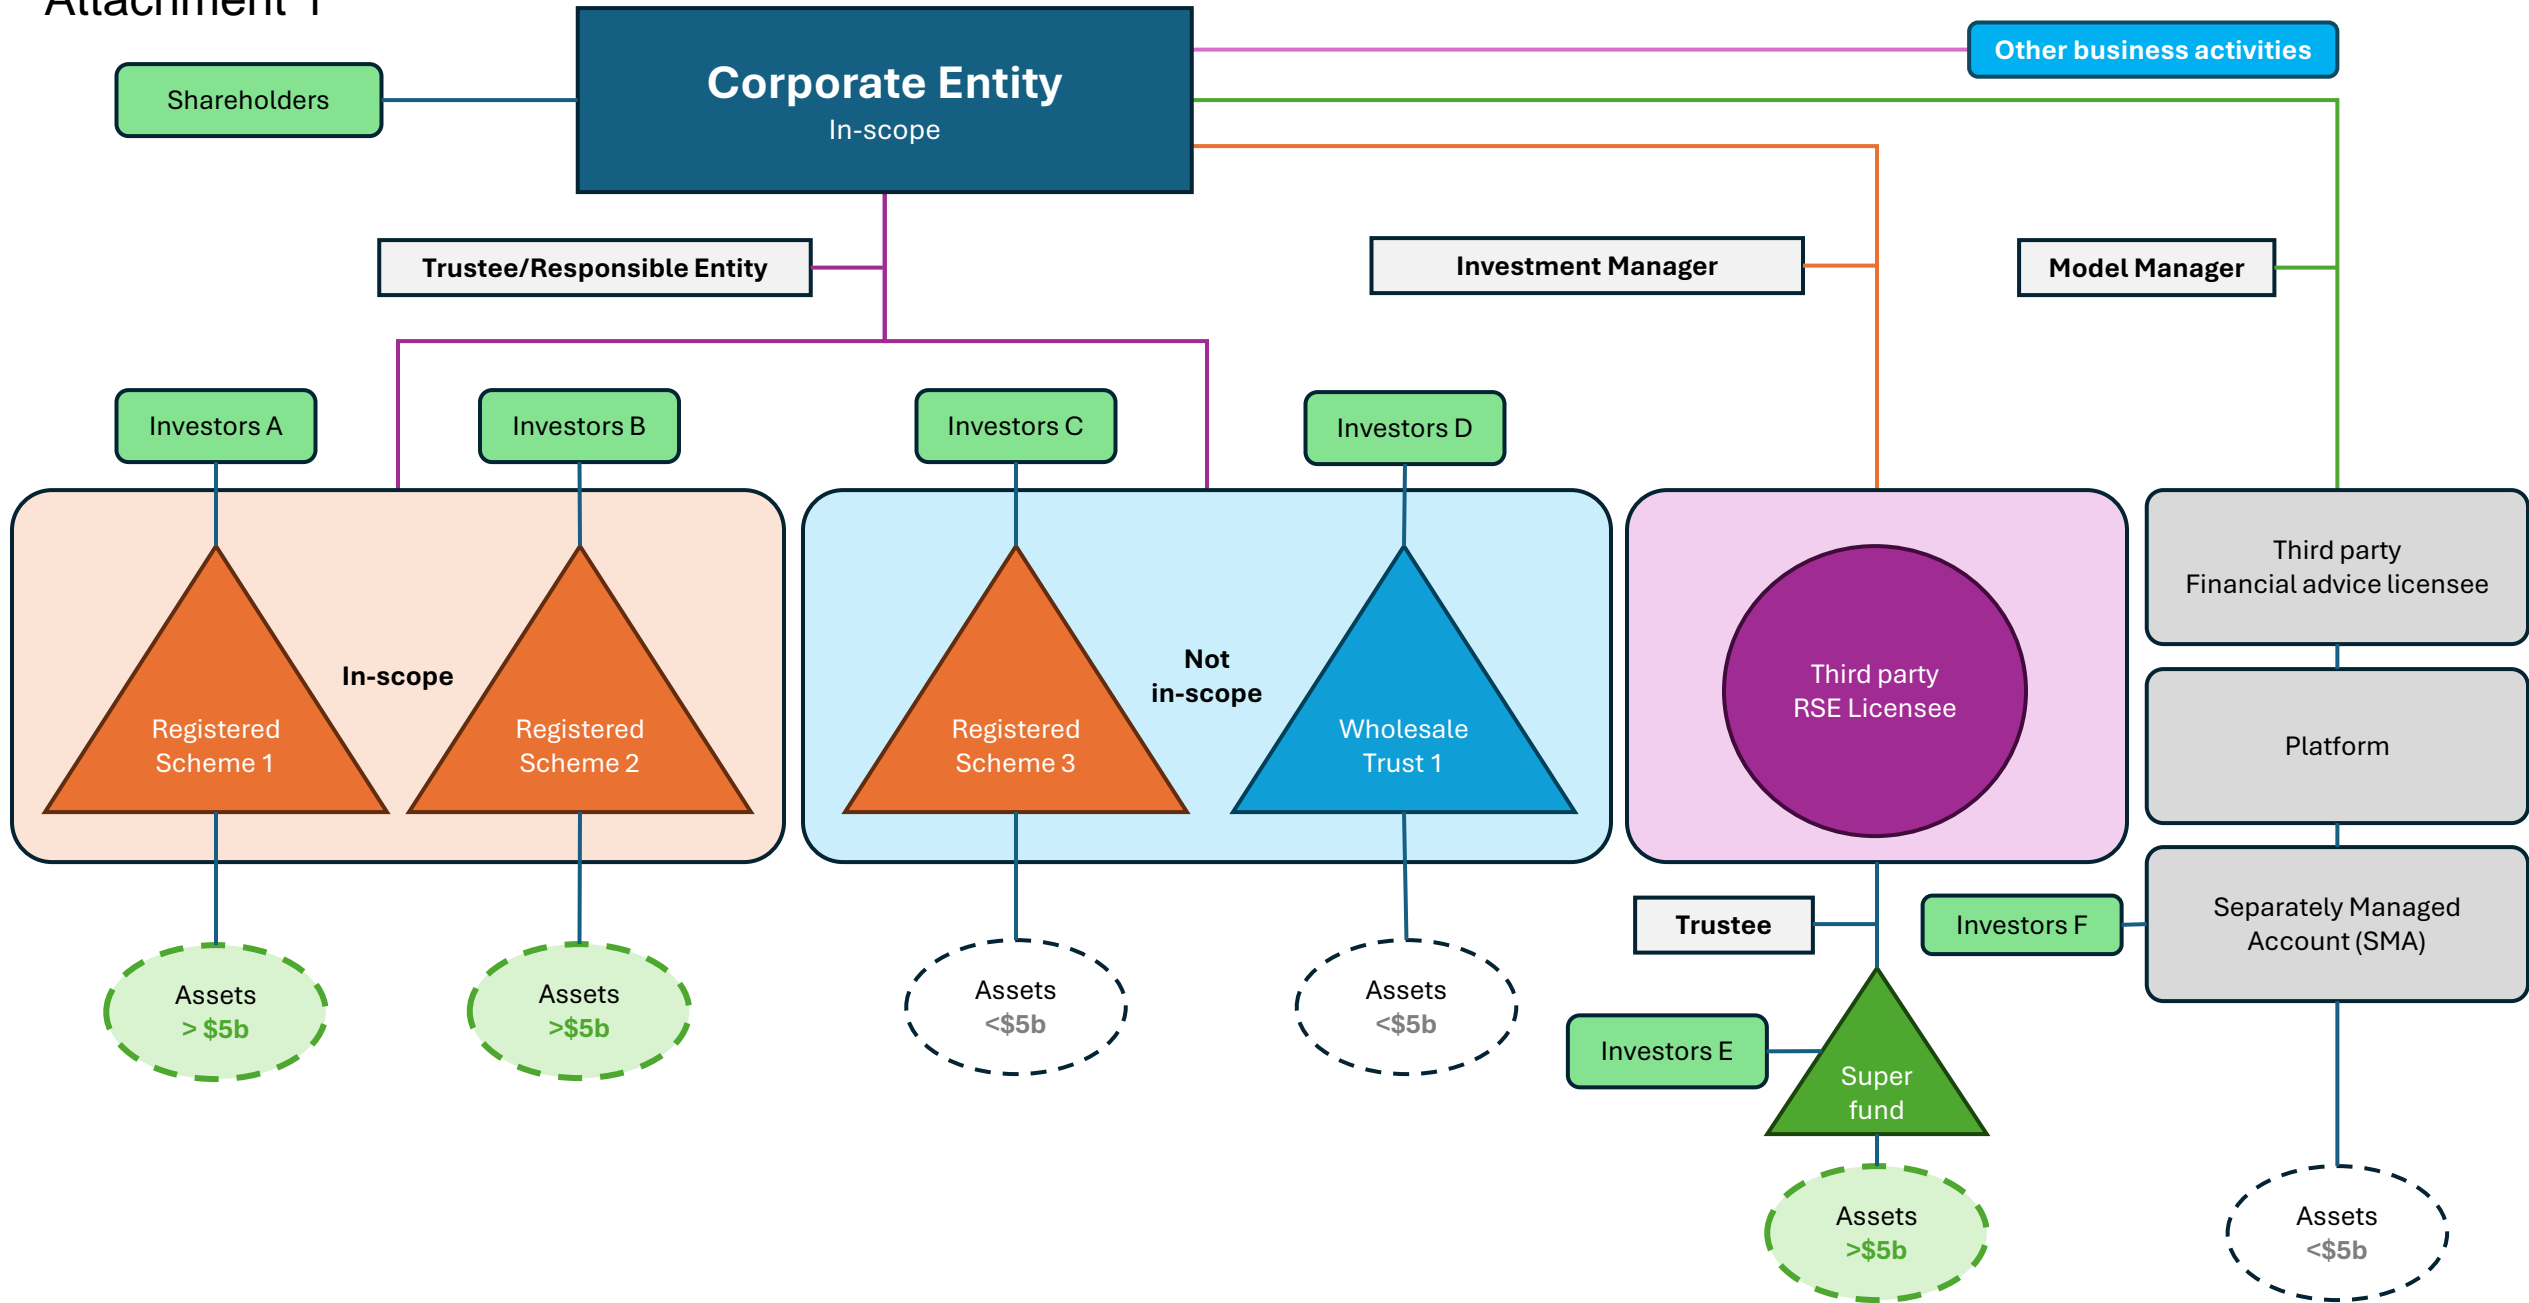 Attachment 1
Corporate Entity
In-scope
Other business activities
Shareholders
Trustee/Responsible Entity
Investment Manager
Model Manager
Investors A
Investors B
Investors C
Investors D
In-scope
Registered
Scheme 1
Registered
Scheme 2
Not
in-scope
Registered
Scheme 3
Wholesale
Trust 1
Third party
RSE Licensee
Third party
Financial advice licensee
Platform
Separately Managed
Account (SMA)
Trustee
Investors F
Investors E
Super
fund
Assets
> $5b
Assets
>$5b
Assets
<$5b
Assets
<$5b
Assets
>$5b
Assets
<$5b